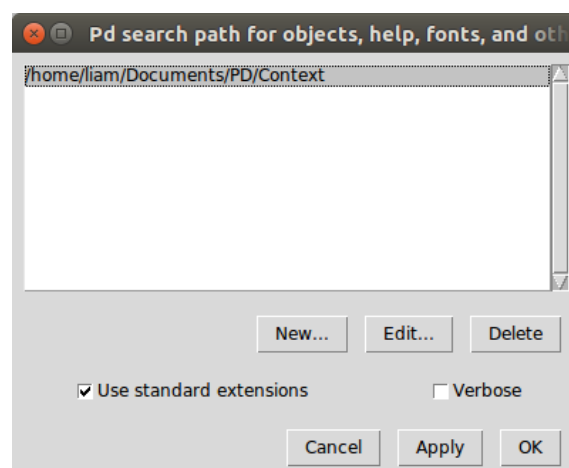 Pd search path for objects, help, fonts, and oth
/home/liam/Documents/PD/Context
New... Edit... Delete
Use standard extensions Verbose
Cancel Apply OK